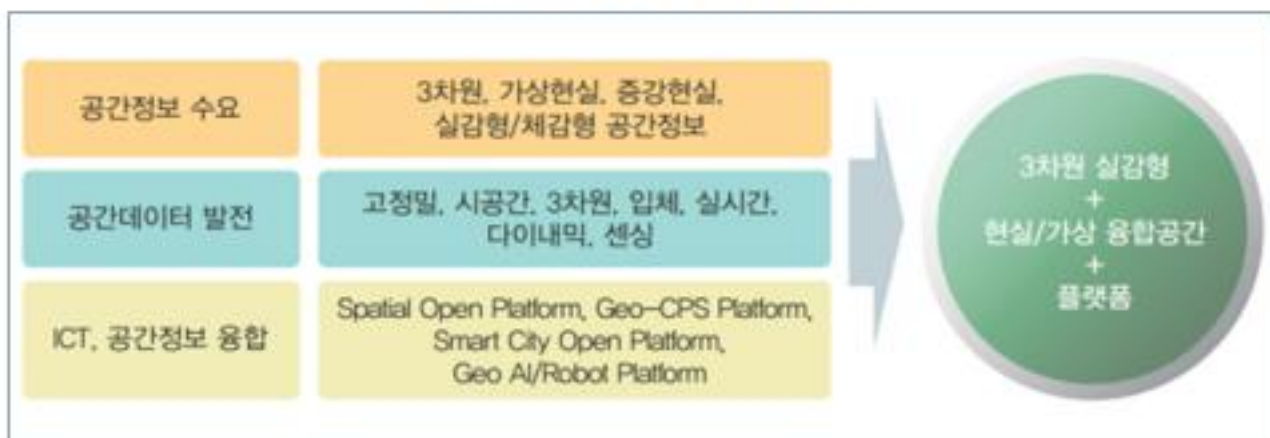 공간정보 수요
3차원, 가상현실, 증강현실,
실감형/체감형 공간정보
공간데이터 발전
고정밀, 시공간, 3차원, 입체, 실시간,
다이내믹, 센싱
ICT, 공간정보 융합
Spatial Open Platform, Geo-CPS Platform,
Smart City Open Platform,
Geo AI/Robot Platform
3차원 실감형
+
현실/가상 융합공간
+
플랫폼